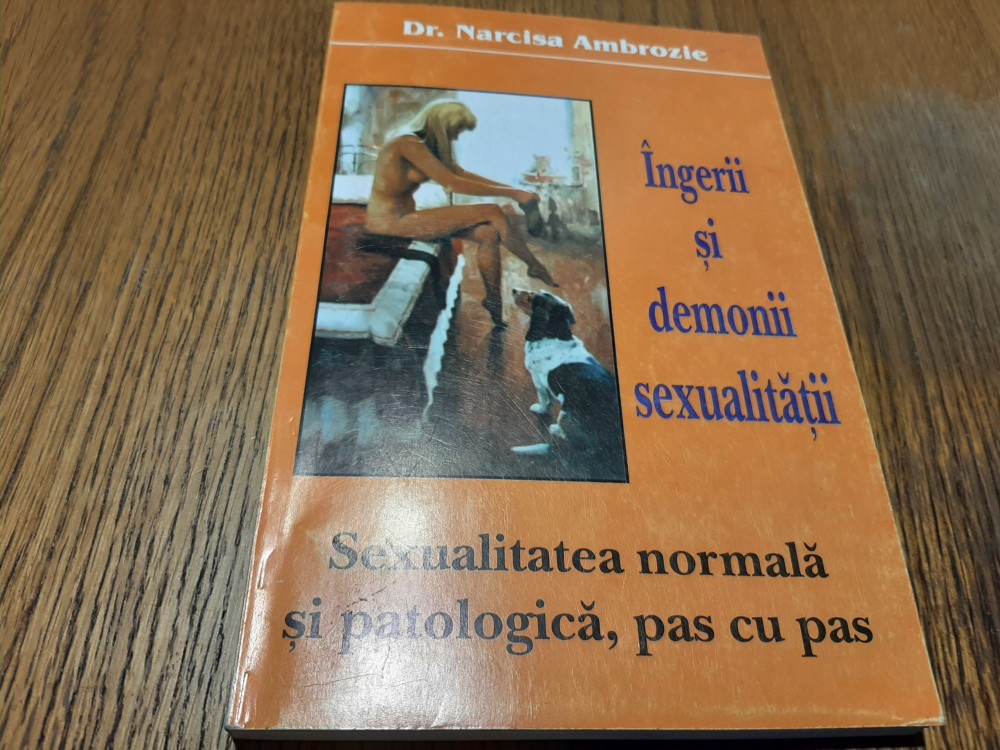 Dr. Narcisa Ambrozie
Îngerii
și
demonii
sexualității
Sexualitatea normală
și patologică, pas cu pas